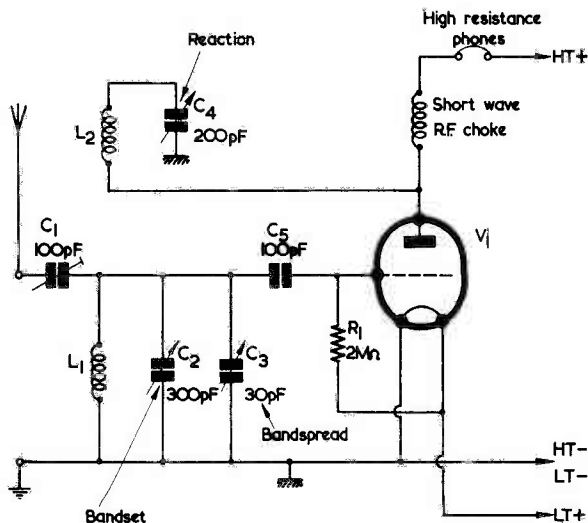 High resistance
phones
HT+
Reaction
C4
200pF
L2
Short wave
R.F. choke
C1
100pF
C5
100pF
V1
L1
C2
300pF
C3
30pF
R1
2MΩ
Bandspread
Bandset
HT-
LT-
LT+